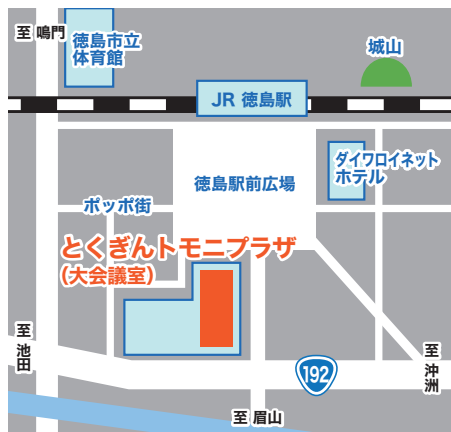 至 鳴門
徳島市立
体育館
城山
JR 徳島駅
ダイワロイネット
ホテル
徳島駅前広場
ポッポ街
とくぎんトモニプラザ
(大会議室)
至 池田
192
至 沖洲
至 眉山